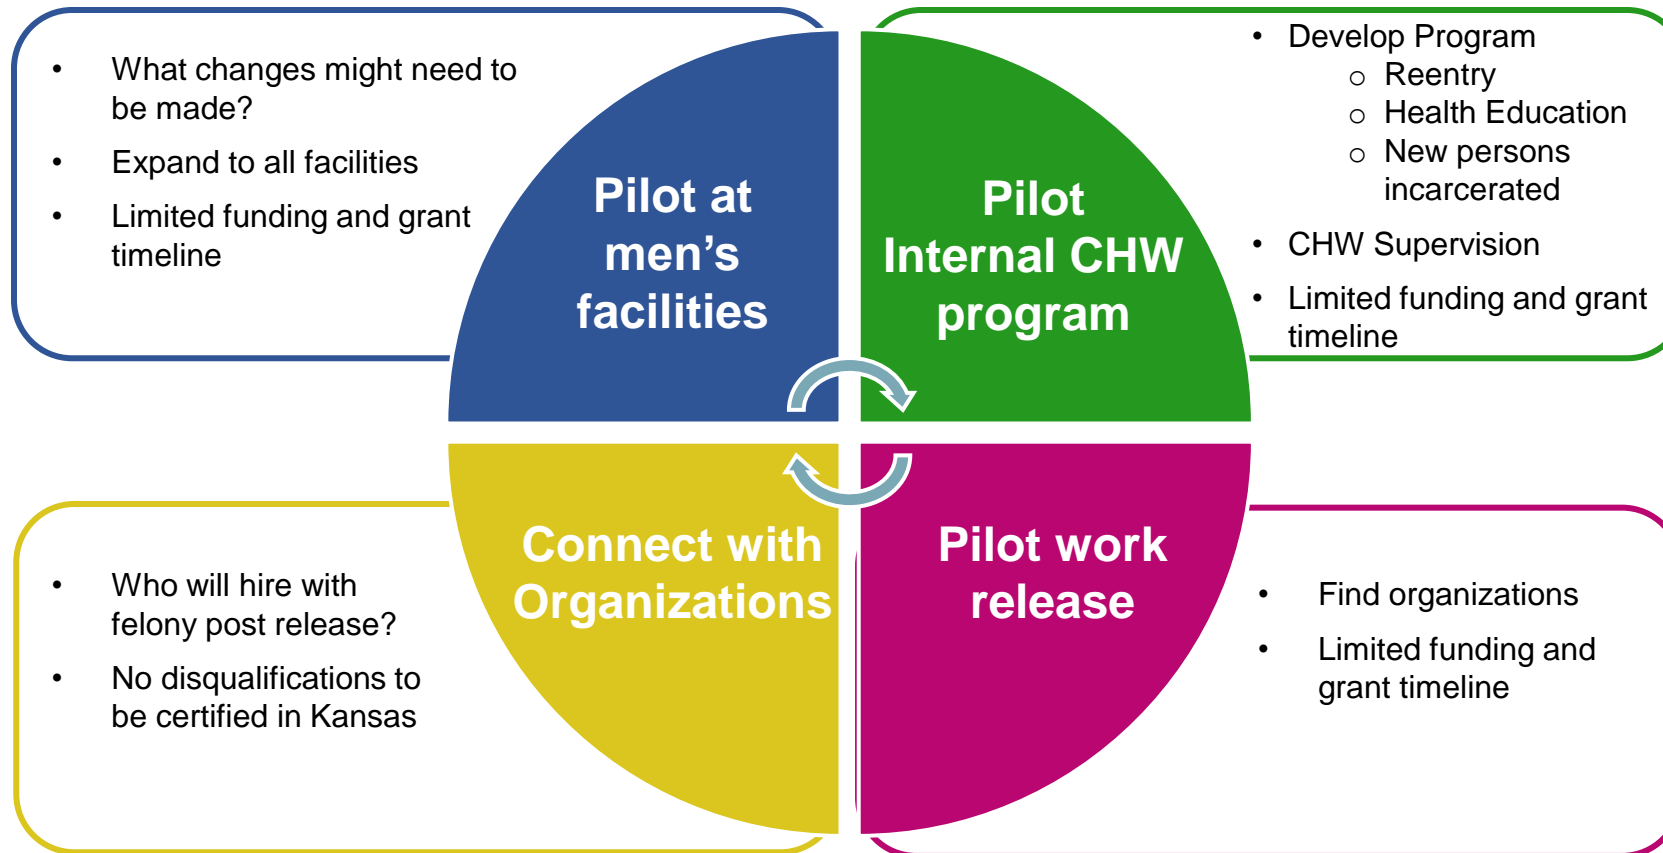 • What changes might need to
be made?
• Expand to all facilities
• Limited funding and grant
timeline
Pilot at
men’s
facilities
Pilot
Internal CHW
program
• Develop Program
o Reentry
o Health Education
o New persons
incarcerated
• CHW Supervision
• Limited funding and grant
timeline
Connect with
Organizations
• Who will hire with
felony post release?
• No disqualifications to
be certified in Kansas
Pilot work
release
• Find organizations
• Limited funding and
grant timeline